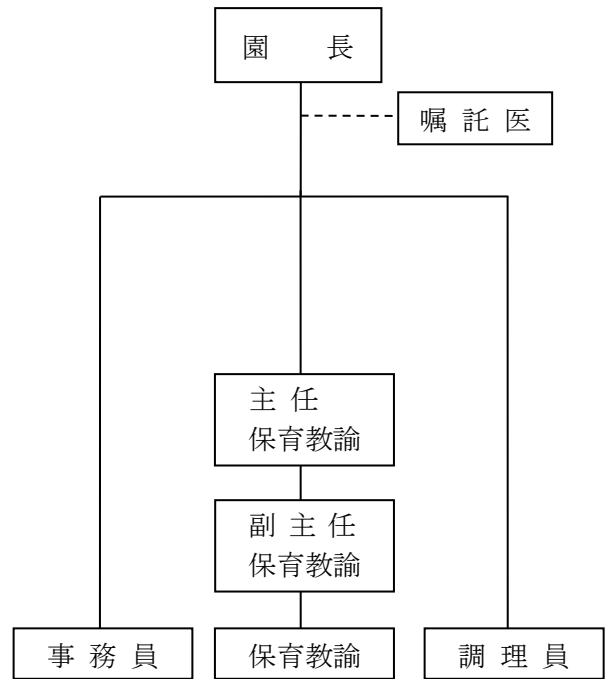 園　　長
嘱 託 医
主 任
保育教諭
副 主 任
保育教諭
事 務 員
保育教諭
調 理 員